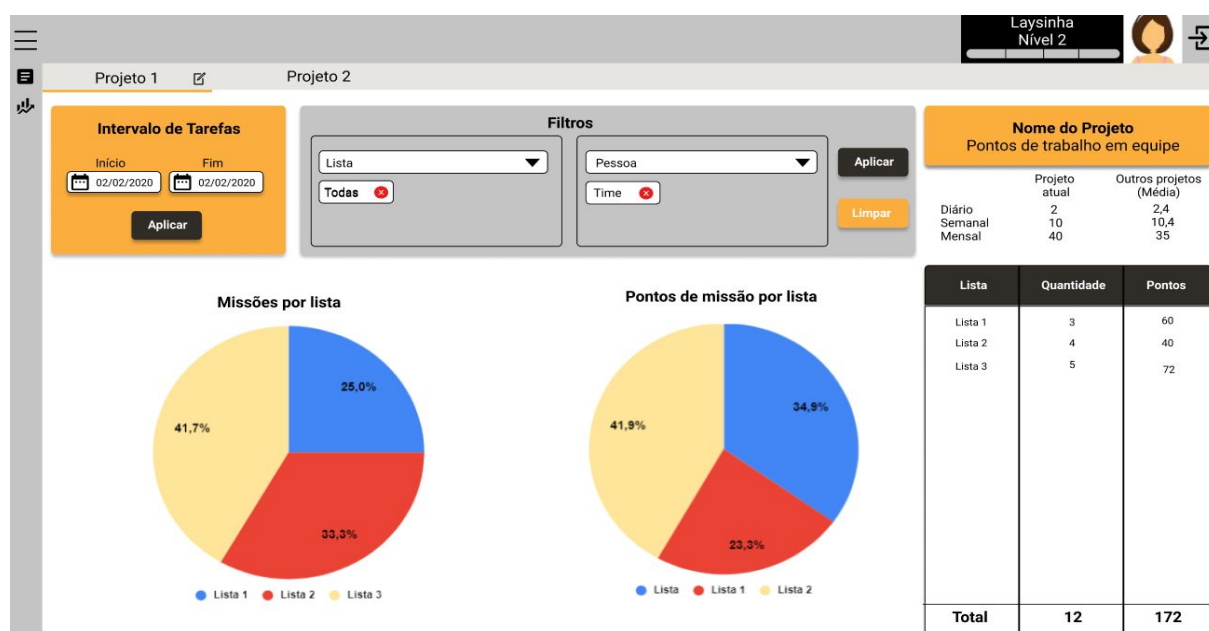 Laysinha
Nível 2
Projeto 1
Projeto 2
Intervalo de Tarefas
Início Fim
02/02/2020 02/02/2020
Aplicar
Filtros
Lista
Todas
Pessoa
Time
Aplicar
Limpar
Nome do Projeto
Pontos de trabalho em equipe
Projeto atual Outros projetos (Média)
Diário 2 2,4
Semanal 10 10,4
Mensal 40 35
Missões por lista
25,0%
41,7%
33,3%
Lista 1 Lista 2 Lista 3
Pontos de missão por lista
34,9%
41,9%
23,3%
Lista Lista 1 Lista 2
Lista Quantidade Pontos
Lista 1 3 60
Lista 2 4 40
Lista 3 5 72
Total 12 172